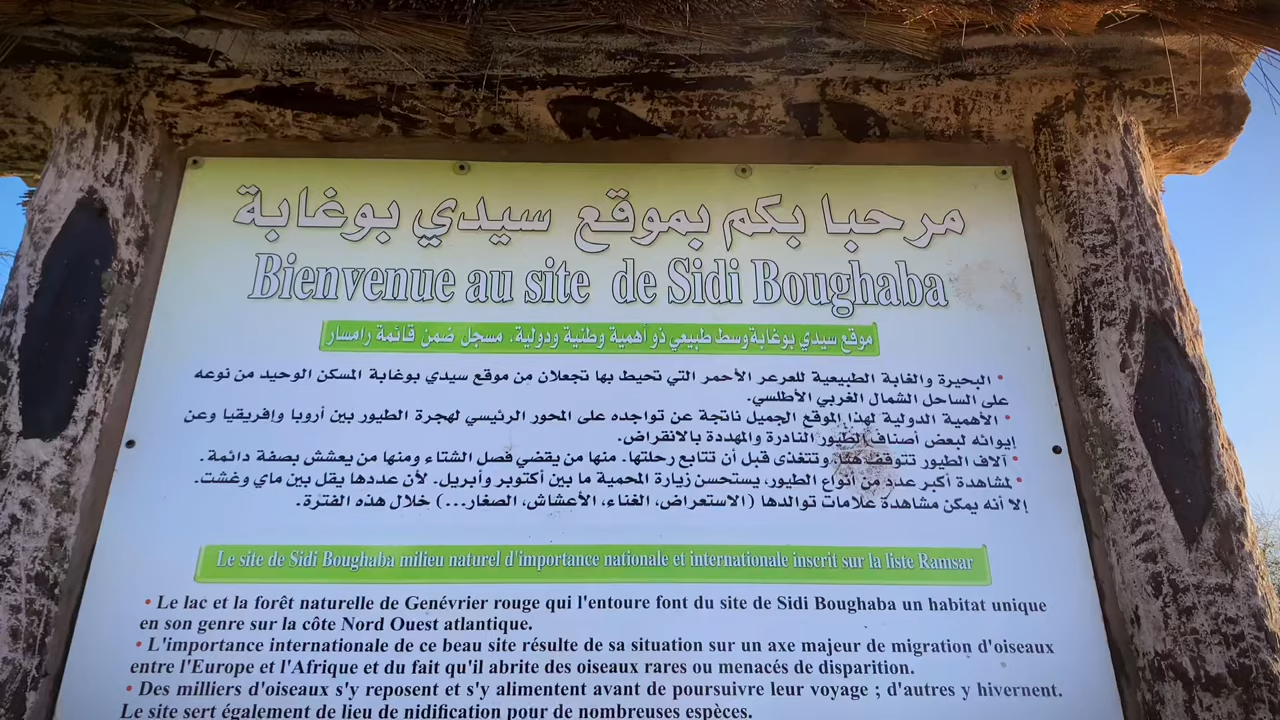 مرحبا بكم بموقع سيدي بوغابة
Bienvenue au site de Sidi Boughaba
موقع سيدي بوغابة وسط طبيعي ذو أهمية وطنية ودولية، مسجل ضمن قائمة رامسار
• البحيرة والغابة الطبيعية للعرعر الأحمر التي تحيط بها تجعلان من موقع سيدي بوغابة المسكن الوحيد من نوعه
على الساحل الشمال الغربي الأطلسي.
• الأهمية الدولية لهذا الموقع الجميل ناتجة عن تواجده على المحور الرئيسي لهجرة الطيور بين أروبا وإفريقيا وعن
إيوائه لبعض أصناف الطيور النادرة والمهددة بالانقراض.
• آلاف الطيور تتوقف هنا، وتتغذى قبل أن تتابع رحلتها. منها من يقضي فصل الشتاء ومنها من يعشش بصفة دائمة.
• لمشاهدة أكبر عدد من أنواع الطيور، يستحسن زيارة المحمية ما بين أكتوبر وأبريل. لأن عددها يقل بين ماي وغشت.
إلا أنه يمكن مشاهدة علامات توالدها (الاستعراض، الغناء، الأعشاش، الصغار...) خلال هذه الفترة.
Le site de Sidi Boughaba milieu naturel d'importance nationale et internationale inscrit sur la liste Ramsar
• Le lac et la forêt naturelle de Genévrier rouge qui l'entoure font du site de Sidi Boughaba un habitat unique
en son genre sur la côte Nord Ouest atlantique.
• L'importance internationale de ce beau site résulte de sa situation sur un axe majeur de migration d'oiseaux
entre l'Europe et l'Afrique et du fait qu'il abrite des oiseaux rares ou menacés de disparition.
• Des milliers d'oiseaux s'y reposent et s'y alimentent avant de poursuivre leur voyage ; d'autres y hivernent.
Le site sert également de lieu de nidification pour de nombreuses espèces.